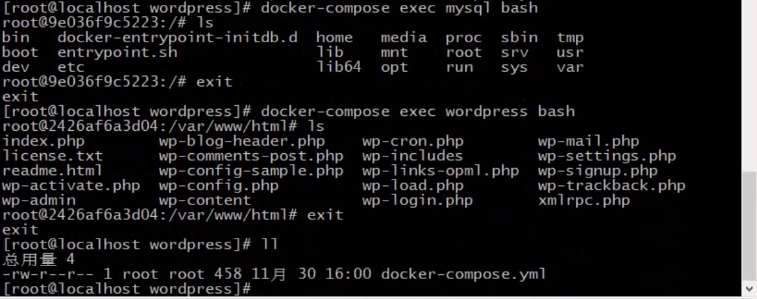 [root@localhost wordpress]# docker-compose exec mysql bash
root@9e036f9c5223:/# ls
bin   docker-entrypoint-initdb.d  home   media  proc  sbin  tmp
boot  entrypoint.sh               lib    mnt    root  srv   usr
dev   etc                         lib64  opt    run   sys   var
root@9e036f9c5223:/# exit
exit
[root@localhost wordpress]# docker-compose exec wordpress bash
root@2426af6a3d04:/var/www/html# ls
index.php        wp-blog-header.php    wp-cron.php        wp-mail.php
license.txt      wp-comments-post.php  wp-includes        wp-settings.php
readme.html      wp-config-sample.php  wp-links-opml.php  wp-signup.php
wp-activate.php  wp-config.php         wp-load.php        wp-trackback.php
wp-admin         wp-content            wp-login.php       xmlrpc.php
root@2426af6a3d04:/var/www/html# exit
exit
[root@localhost wordpress]# ll
总用量 4
-rw-r--r-- 1 root root 458 11月 30 16:00 docker-compose.yml
[root@localhost wordpress]#